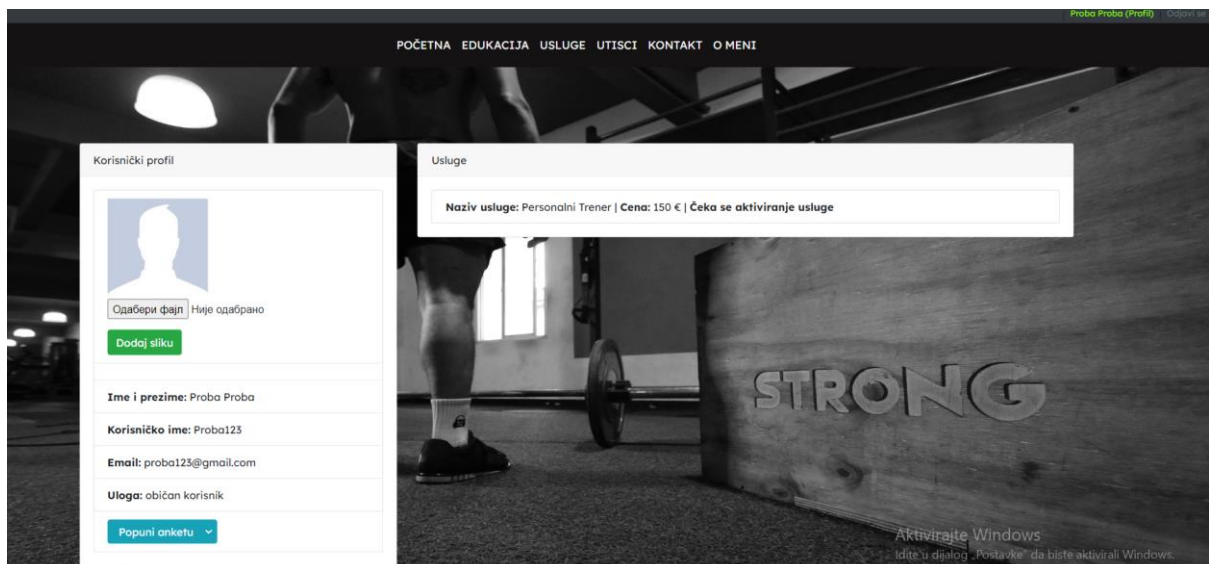 Proba Proba (Profil) | Odjavi se
POČETNA EDUKACIJA USLUGE UTISCI KONTAKT O MENI
Korisnički profil
Одабери фајл Није одабрано
Dodaj sliku
Ime i prezime: Proba Proba
Korisničko ime: Proba123
Email: proba123@gmail.com
Uloga: običan korisnik
Popuni anketu
Usluge
Naziv usluge: Personalni Trener | Cena: 150 € | Čeka se aktiviranje usluge
STRONG
Aktivirajte Windows
Idite u dijalog „Postavke“ da biste aktivirali Windows.